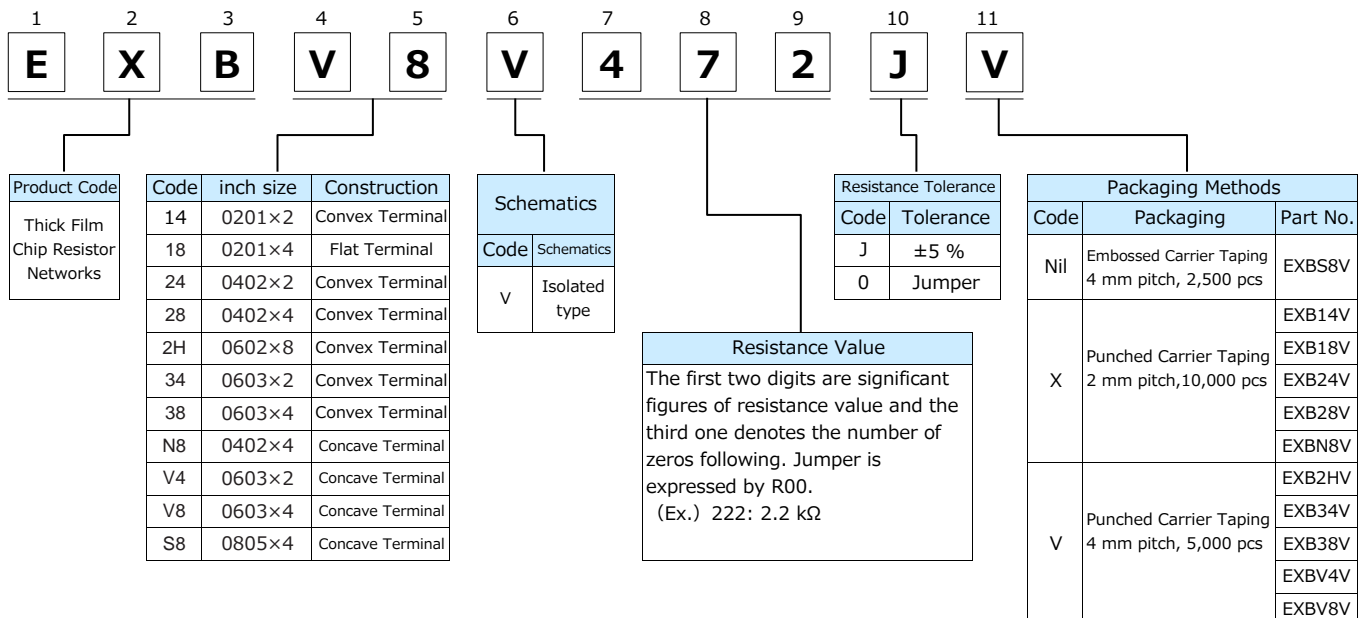 1 2 3 4 5 6 7 8 9 10 11
E X B V 8 V 4 7 2 J V
Product Code
Thick Film
Chip Resistor
Networks
Code inch size Construction
14 0201×2 Convex Terminal
18 0201×4 Flat Terminal
24 0402×2 Convex Terminal
28 0402×4 Convex Terminal
2H 0602×8 Convex Terminal
34 0603×2 Convex Terminal
38 0603×4 Convex Terminal
N8 0402×4 Concave Terminal
V4 0603×2 Concave Terminal
V8 0603×4 Concave Terminal
S8 0805×4 Concave Terminal
Schematics
Code Schematics
V Isolated
type
Resistance Value
The first two digits are significant
figures of resistance value and the
third one denotes the number of
zeros following. Jumper is
expressed by R00.
(Ex.) 222: 2.2 kΩ
Resistance Tolerance
Code Tolerance
J ±5 %
0 Jumper
Packaging Methods
Code Packaging Part No.
Nil Embossed Carrier Taping
4 mm pitch, 2,500 pcs
EXBS8V
X Punched Carrier Taping
2 mm pitch,10,000 pcs
EXB14V
EXB18V
EXB24V
EXB28V
EXBN8V
V Punched Carrier Taping
4 mm pitch, 5,000 pcs
EXB2HV
EXB34V
EXB38V
EXBV4V
EXBV8V